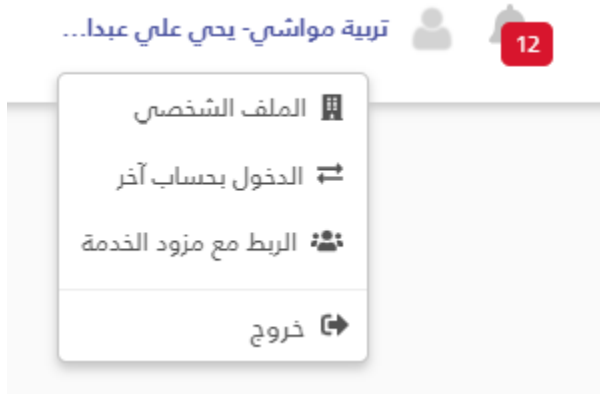 12
تربية مواشي- يحي علي عبدا...
الملف الشخصي
الدخول بحساب آخر
الربط مع مزود الخدمة
خروج